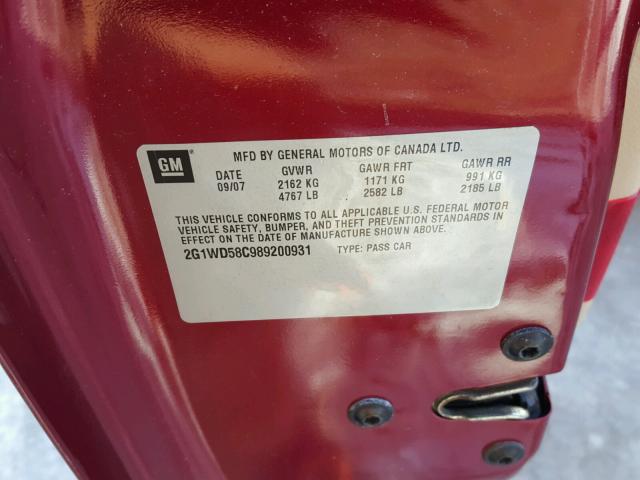 GM
MFD BY GENERAL MOTORS OF CANADA LTD.
DATE GVWR GAWR FRT GAWR RR
09/07 2162 KG 1171 KG 991 KG
4767 LB 2582 LB 2185 LB
THIS VEHICLE CONFORMS TO ALL APPLICABLE U.S. FEDERAL MOTOR
VEHICLE SAFETY, BUMPER, AND THEFT PREVENTION STANDARDS IN
EFFECT ON THE DATE OF MANUFACTURE SHOWN ABOVE.
2G1WD58C989200931 TYPE: PASS CAR